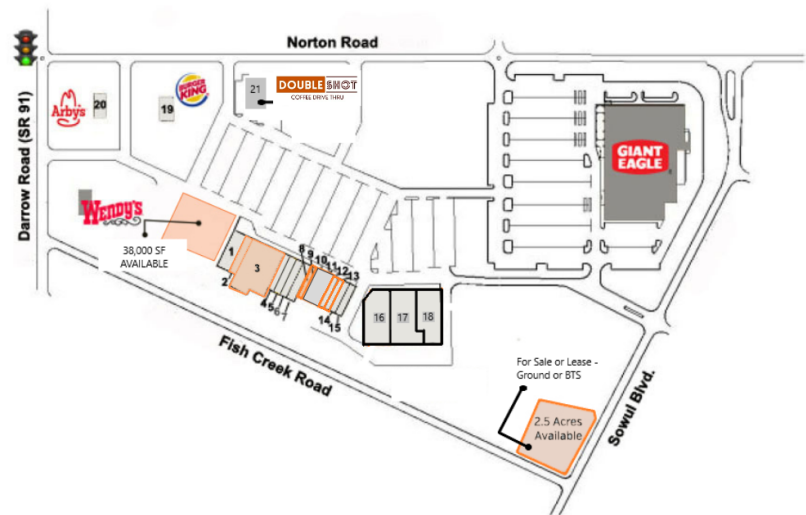 Norton Road
Darrow Road (SR 91)
Arby's
20
BURGER KING
19
21
DOUBLE SHOT
COFFEE DRIVE THRU
GIANT
EAGLE
WENDY'S
38,000 SF
AVAILABLE
1
2
3
4
5
6
7
8
9
10
11
12
13
14
15
16
17
18
Fish Creek Road
For Sale or Lease -
Ground or BTS
2.5 Acres
Available
Sowul Blvd.